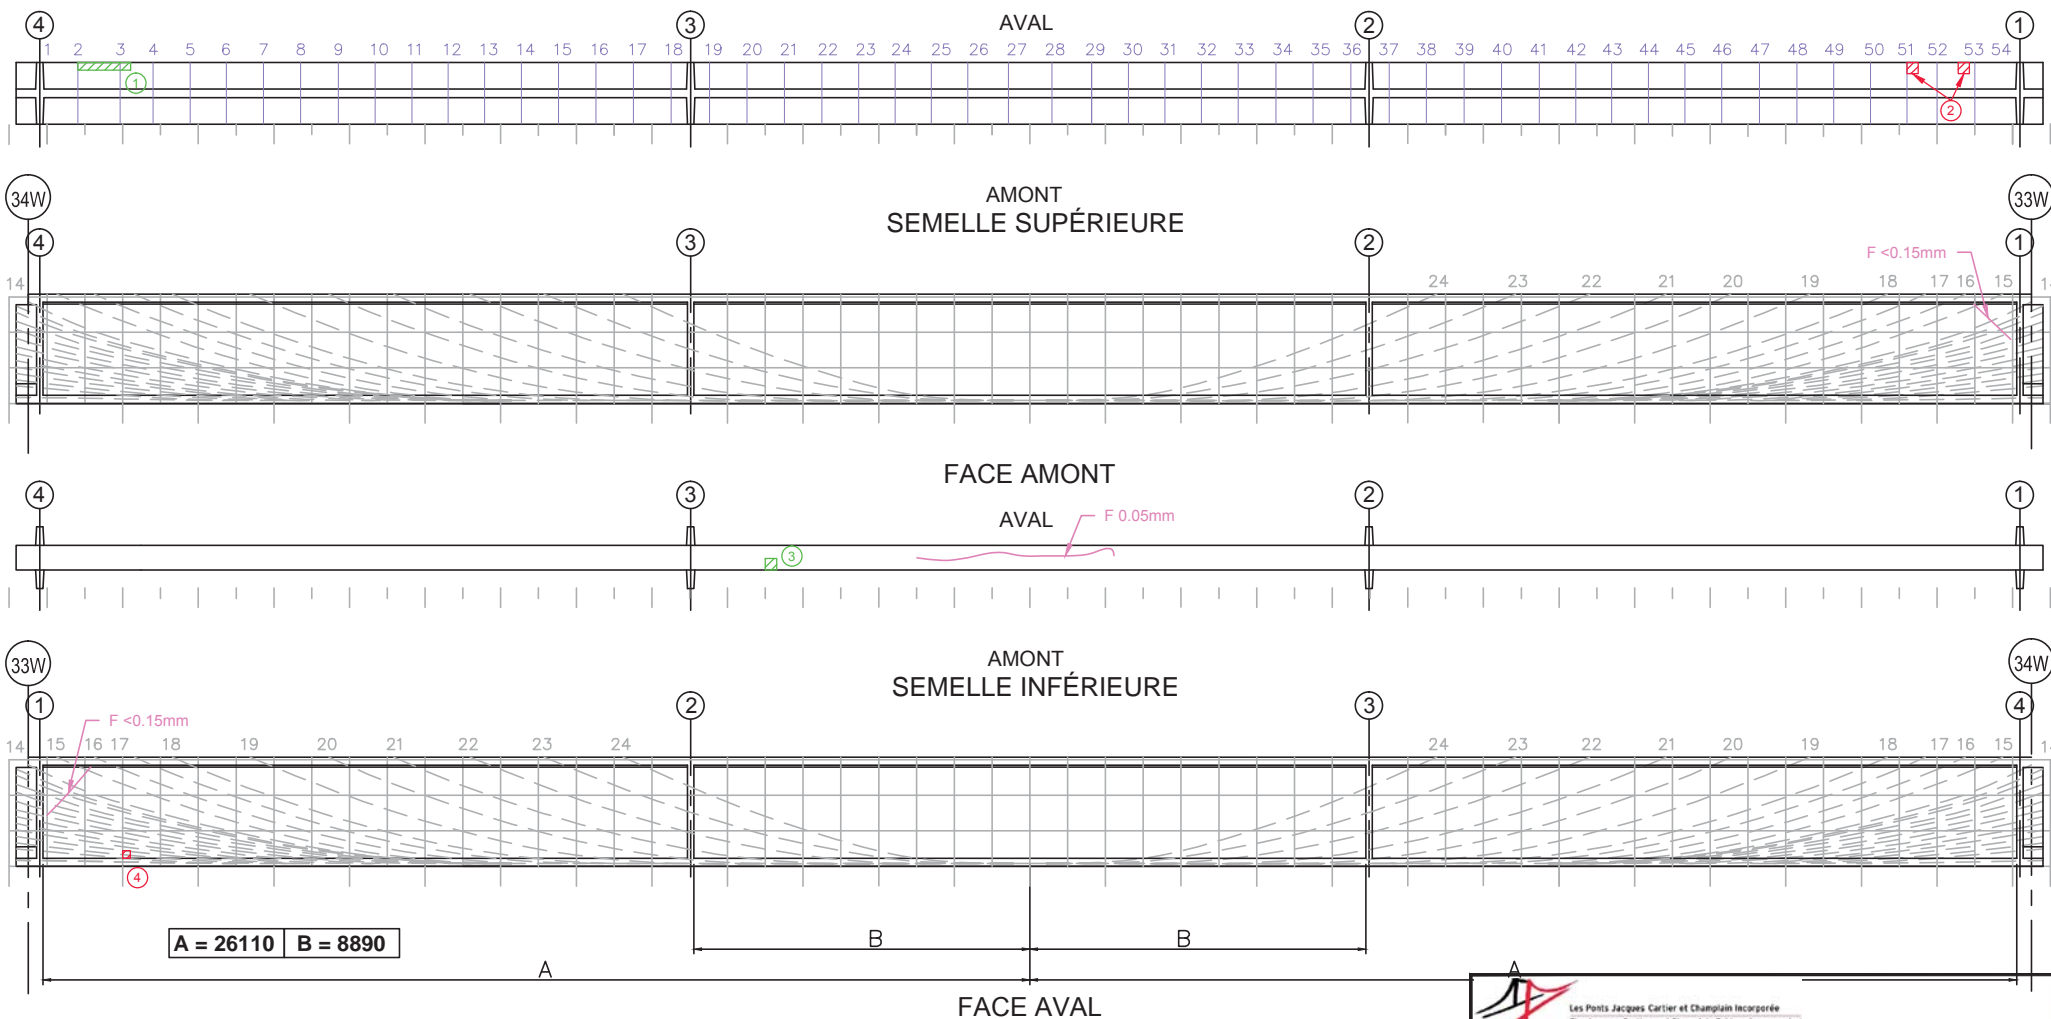 4 3 AVAL 2 1
1 2 3 4 5 6 7 8 9 10 11 12 13 14 15 16 17 18 19 20 21 22 23 24 25 26 27 28 29 30 31 32 33 34 35 36 37 38 39 40 41 42 43 44 45 46 47 48 49 50 51 52 53 54
1
2
AMONT
SEMELLE SUPÉRIEURE
34W 33W
4 3 2 1
F <0.15mm
14 24 23 22 21 20 19 18 17 16 15
FACE AMONT
4 3 2 1
AVAL
F 0.05mm
3
AMONT
SEMELLE INFÉRIEURE
33W 34W
1 2 3 4
F <0.15mm
14 15 16 17 18 19 20 21 22 23 24 24 23 22 21 20 19 18 17 16 15
4
A = 26110 B = 8890
B B
A A
FACE AVAL
Les Ponts Jacques Cartier et Champlain Incorporée